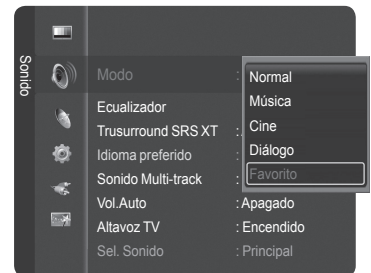 Sonido
Modo :
Normal
Música
Cine
Diálogo
Favorito
Ecualizador
Trusurround SRS XT :
Idioma preferido :
Sonido Multi-track :
Vol.Auto : Apagado
Altavoz TV : Encendido
Sel. Sonido : Principal